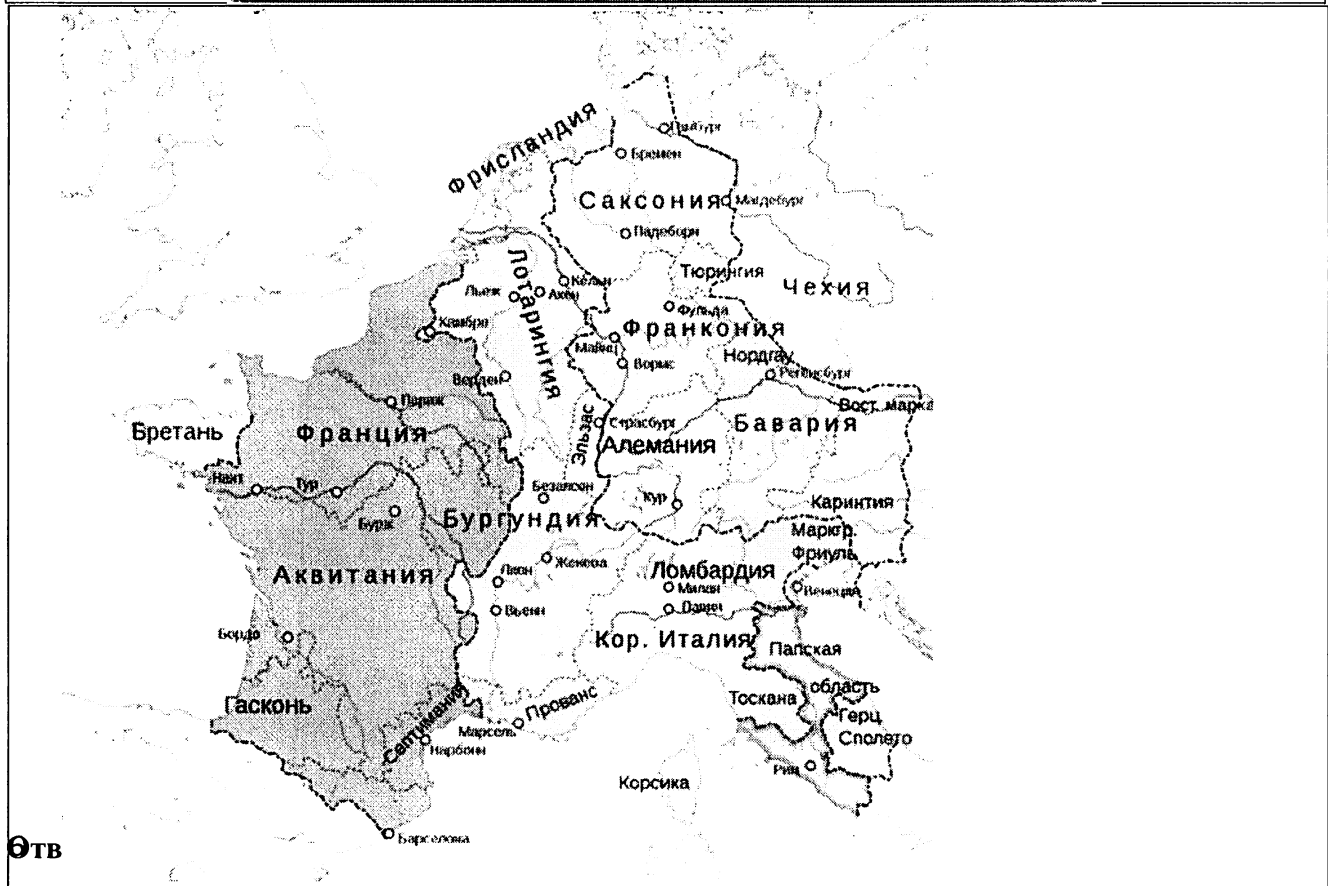 Фрисландия
Гамбург
Бремен
Саксония
Магдебург
Падеборн
Тюрингия
Чехия
Лотарингия
Кельн
Льеж
Ахен
Фульда
Камбре
Франкония
Майнц
Вормс
Нордгау
Верден
Регенсбург
Париж
Вост. марка
Эльзас
Страсбург
Бавария
Бретань
Франция
Алемания
Нант
Тур
Безансон
Кур
Каринтия
Бурж
Бургундия
Маркгр.
Фриуль
Женева
Ломбардия
Аквитания
Лион
Милан
Венеция
Вьенн
Павия
Бордо
Кор. Италия
Папская
область
Гасконь
Септимания
Прованс
Тоскана
Герц.
Сполето
Марсель
Нарбонн
Рим
Корсика
Барселона
Отв